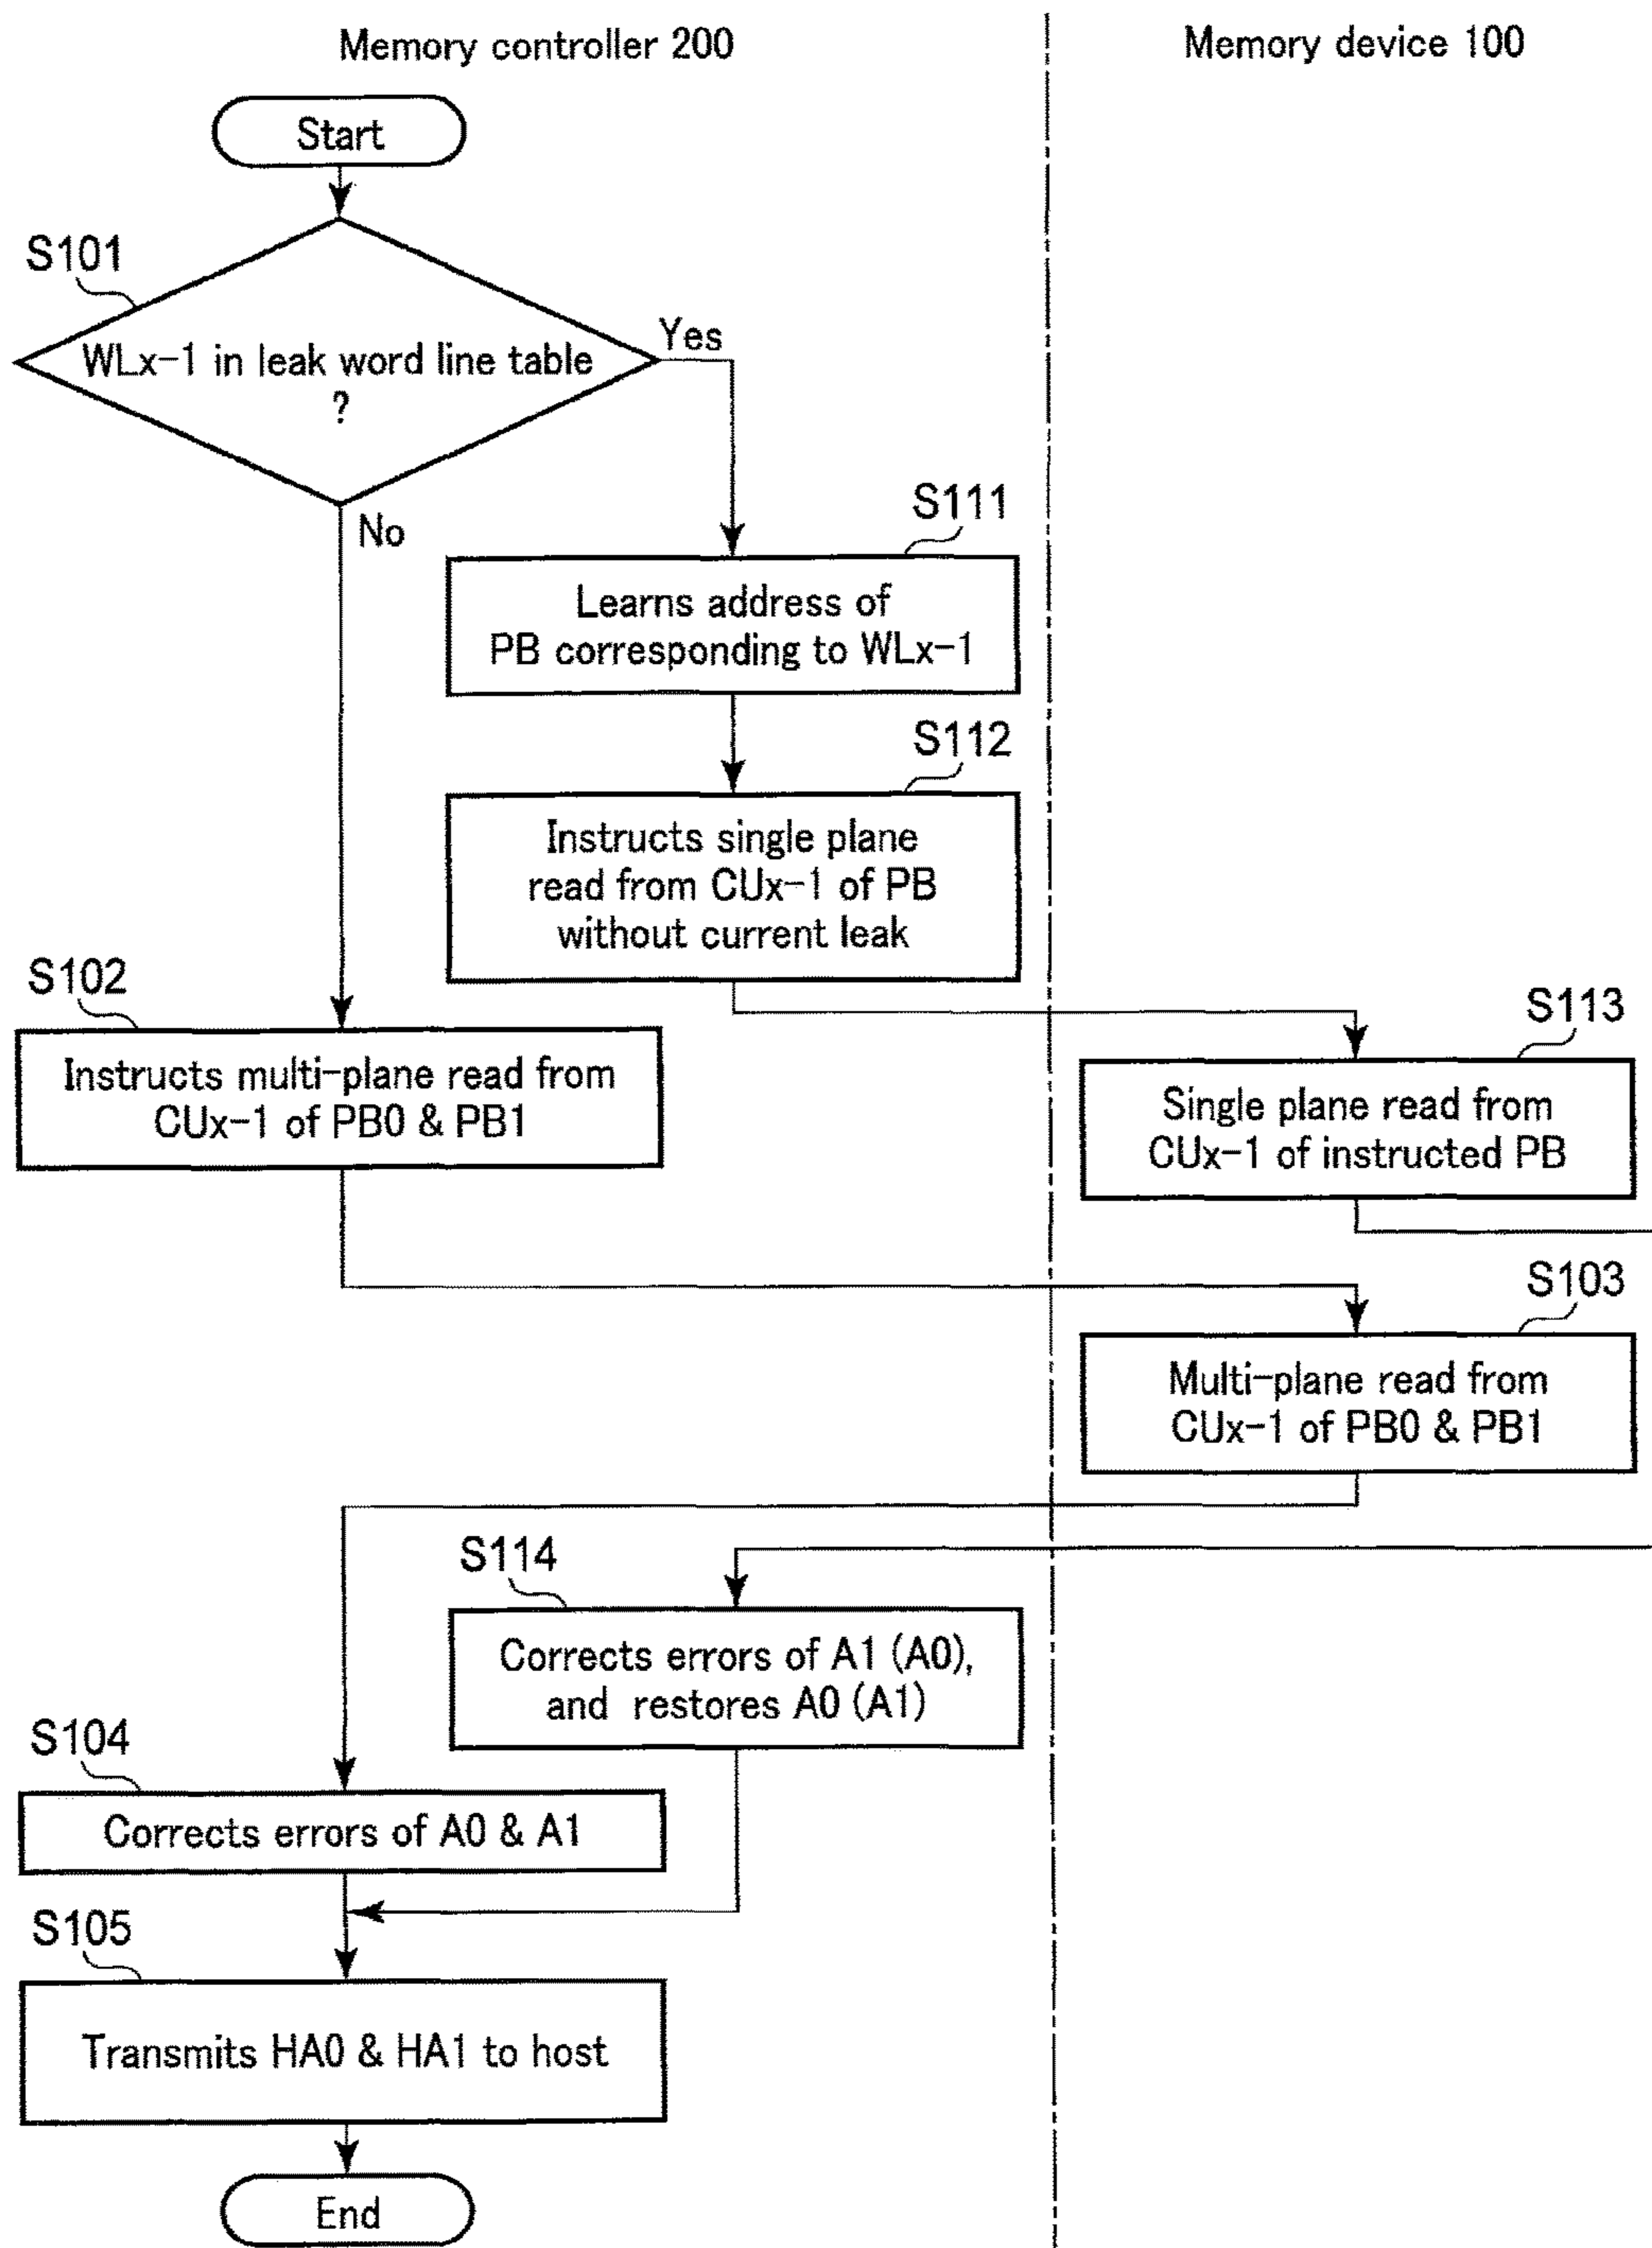 Memory controller 200
Memory device 100
Start
S101
WLx-1 in leak word line table
?
Yes
No
S111
Learns address of
PB corresponding to WLx-1
S112
Instructs single plane
read from CUx-1 of PB
without current leak
S102
Instructs multi-plane read from
CUx-1 of PB0 & PB1
S113
Single plane read from
CUx-1 of instructed PB
S103
Multi-plane read from
CUx-1 of PB0 & PB1
S114
Corrects errors of A1 (A0),
and restores A0 (A1)
S104
Corrects errors of A0 & A1
S105
Transmits HA0 & HA1 to host
End